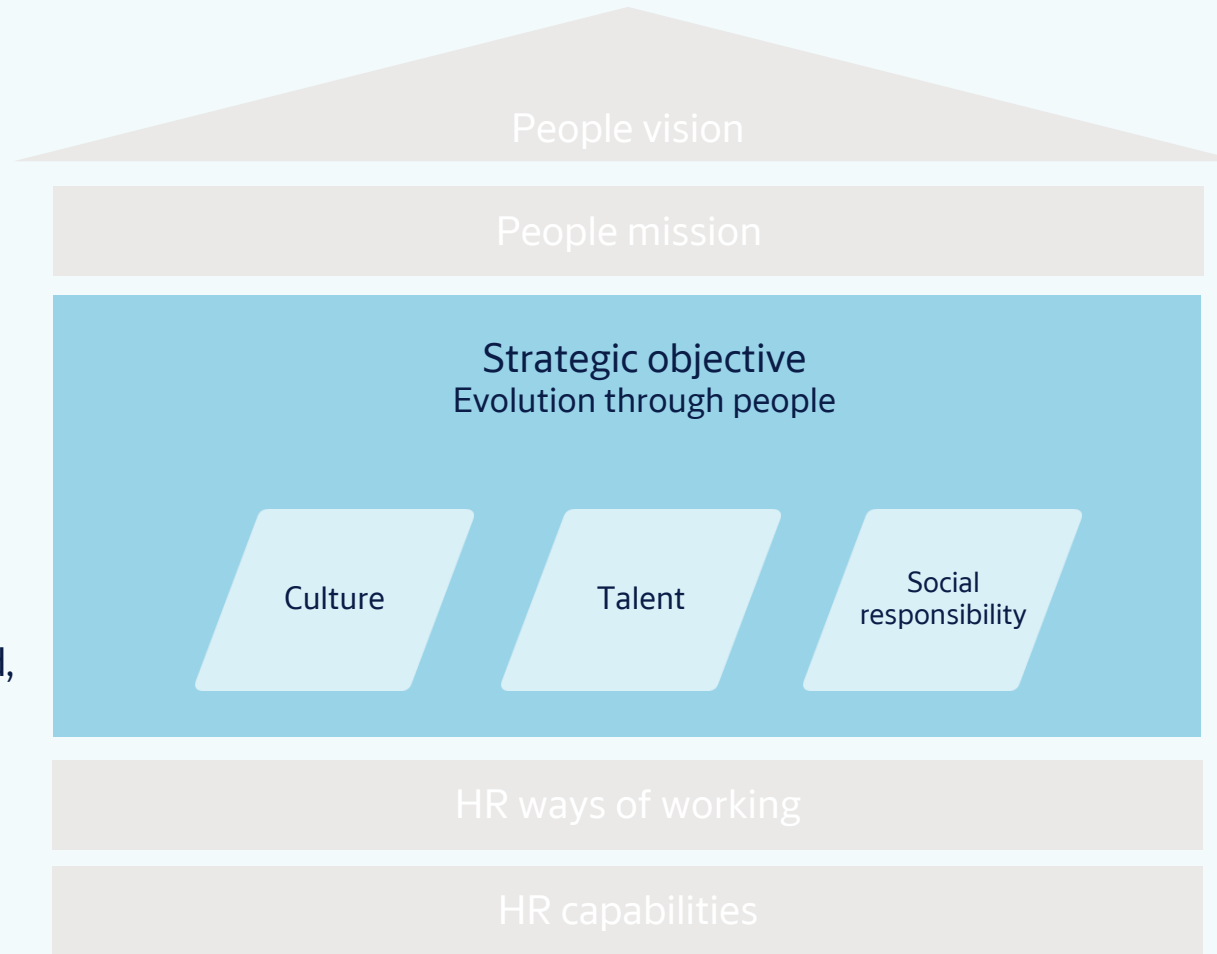 People vision
People mission
Strategic objective
Evolution through people
Culture
Talent
Social
responsibility
HR ways of working
HR capabilities